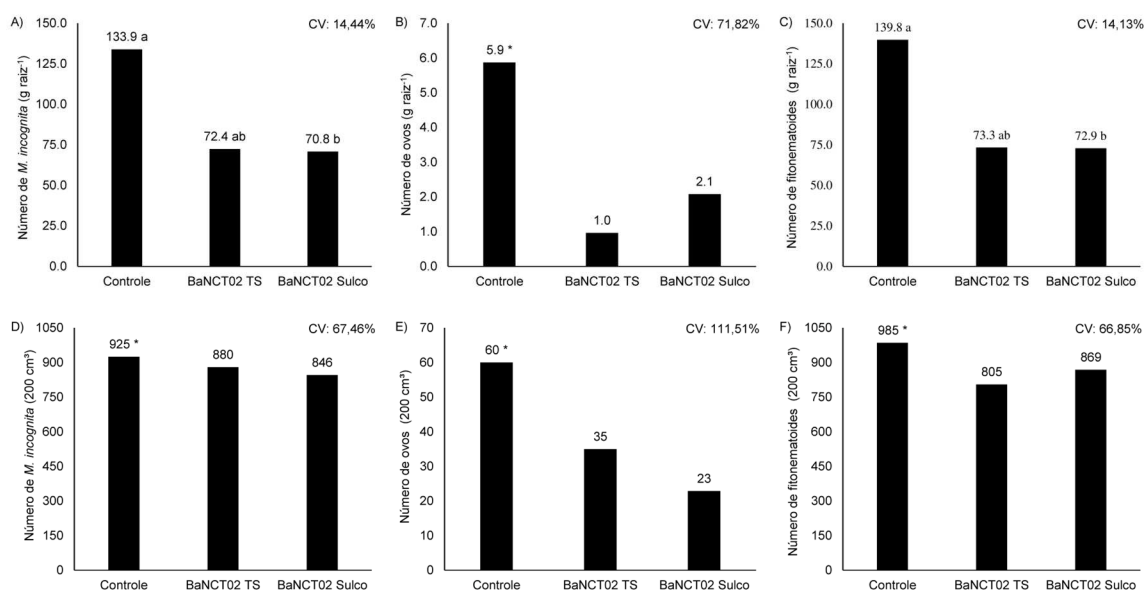 A)
CV: 14,44%
Número de M. incognita (g raiz⁻¹)
150.0
125.0
100.0
75.0
50.0
25.0
0.0
133.9 a
72.4 ab
70.8 b
Controle
BaNCT02 TS
BaNCT02 Sulco
B)
CV: 71,82%
Número de ovos (g raiz⁻¹)
7.0
6.0
5.0
4.0
3.0
2.0
1.0
0.0
5.9 *
1.0
2.1
Controle
BaNCT02 TS
BaNCT02 Sulco
C)
CV: 14,13%
Número de fitonematoides (g raiz⁻¹)
150.0
125.0
100.0
75.0
50.0
25.0
0.0
139.8 a
73.3 ab
72.9 b
Controle
BaNCT02 TS
BaNCT02 Sulco
D)
CV: 67,46%
Número de M. incognita (200 cm³)
1050
900
750
600
450
300
150
0
925 *
880
846
Controle
BaNCT02 TS
BaNCT02 Sulco
E)
CV: 111,51%
Número de ovos (200 cm³)
70
60
50
40
30
20
10
0
60 *
35
23
Controle
BaNCT02 TS
BaNCT02 Sulco
F)
CV: 66,85%
Número de fitonematoides (200 cm³)
1050
900
750
600
450
300
150
0
985 *
805
869
Controle
BaNCT02 TS
BaNCT02 Sulco